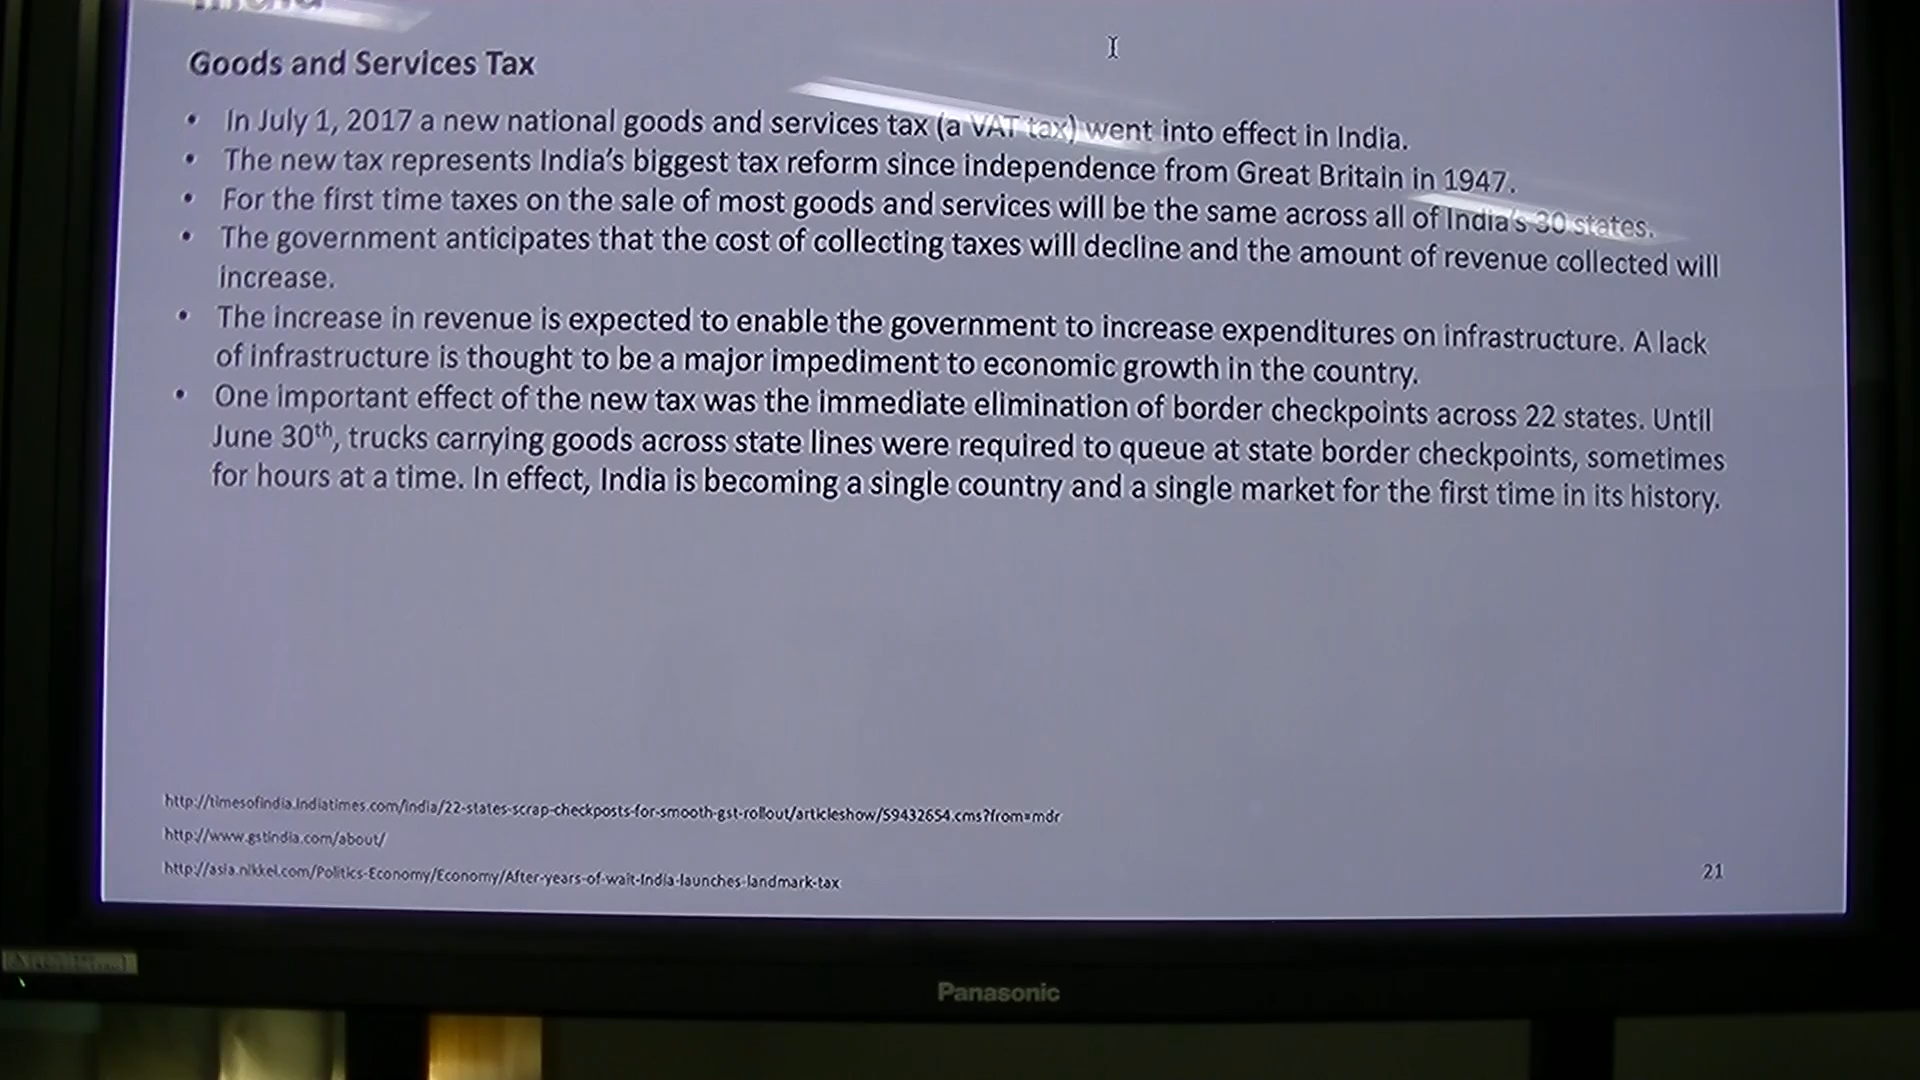 Goods and Services Tax
• In July 1, 2017 a new national goods and services tax (a VAT tax) went into effect in India.
• The new tax represents India's biggest tax reform since independence from Great Britain in 1947.
• For the first time taxes on the sale of most goods and services will be the same across all of India's 30 states.
• The government anticipates that the cost of collecting taxes will decline and the amount of revenue collected will
increase.
• The increase in revenue is expected to enable the government to increase expenditures on infrastructure. A lack
of infrastructure is thought to be a major impediment to economic growth in the country.
• One important effect of the new tax was the immediate elimination of border checkpoints across 22 states. Until
June 30th, trucks carrying goods across state lines were required to queue at state border checkpoints, sometimes
for hours at a time. In effect, India is becoming a single country and a single market for the first time in its history.
http://timesofindia.indiatimes.com/india/22-states-scrap-checkposts-for-smooth-gst-rollout/articleshow/59432654.cms?from=mdr
http://www.gstindia.com/about/
http://asia.nikkei.com/Politics-Economy/Economy/After-years-of-wait-India-launches-landmark-tax
21
Panasonic